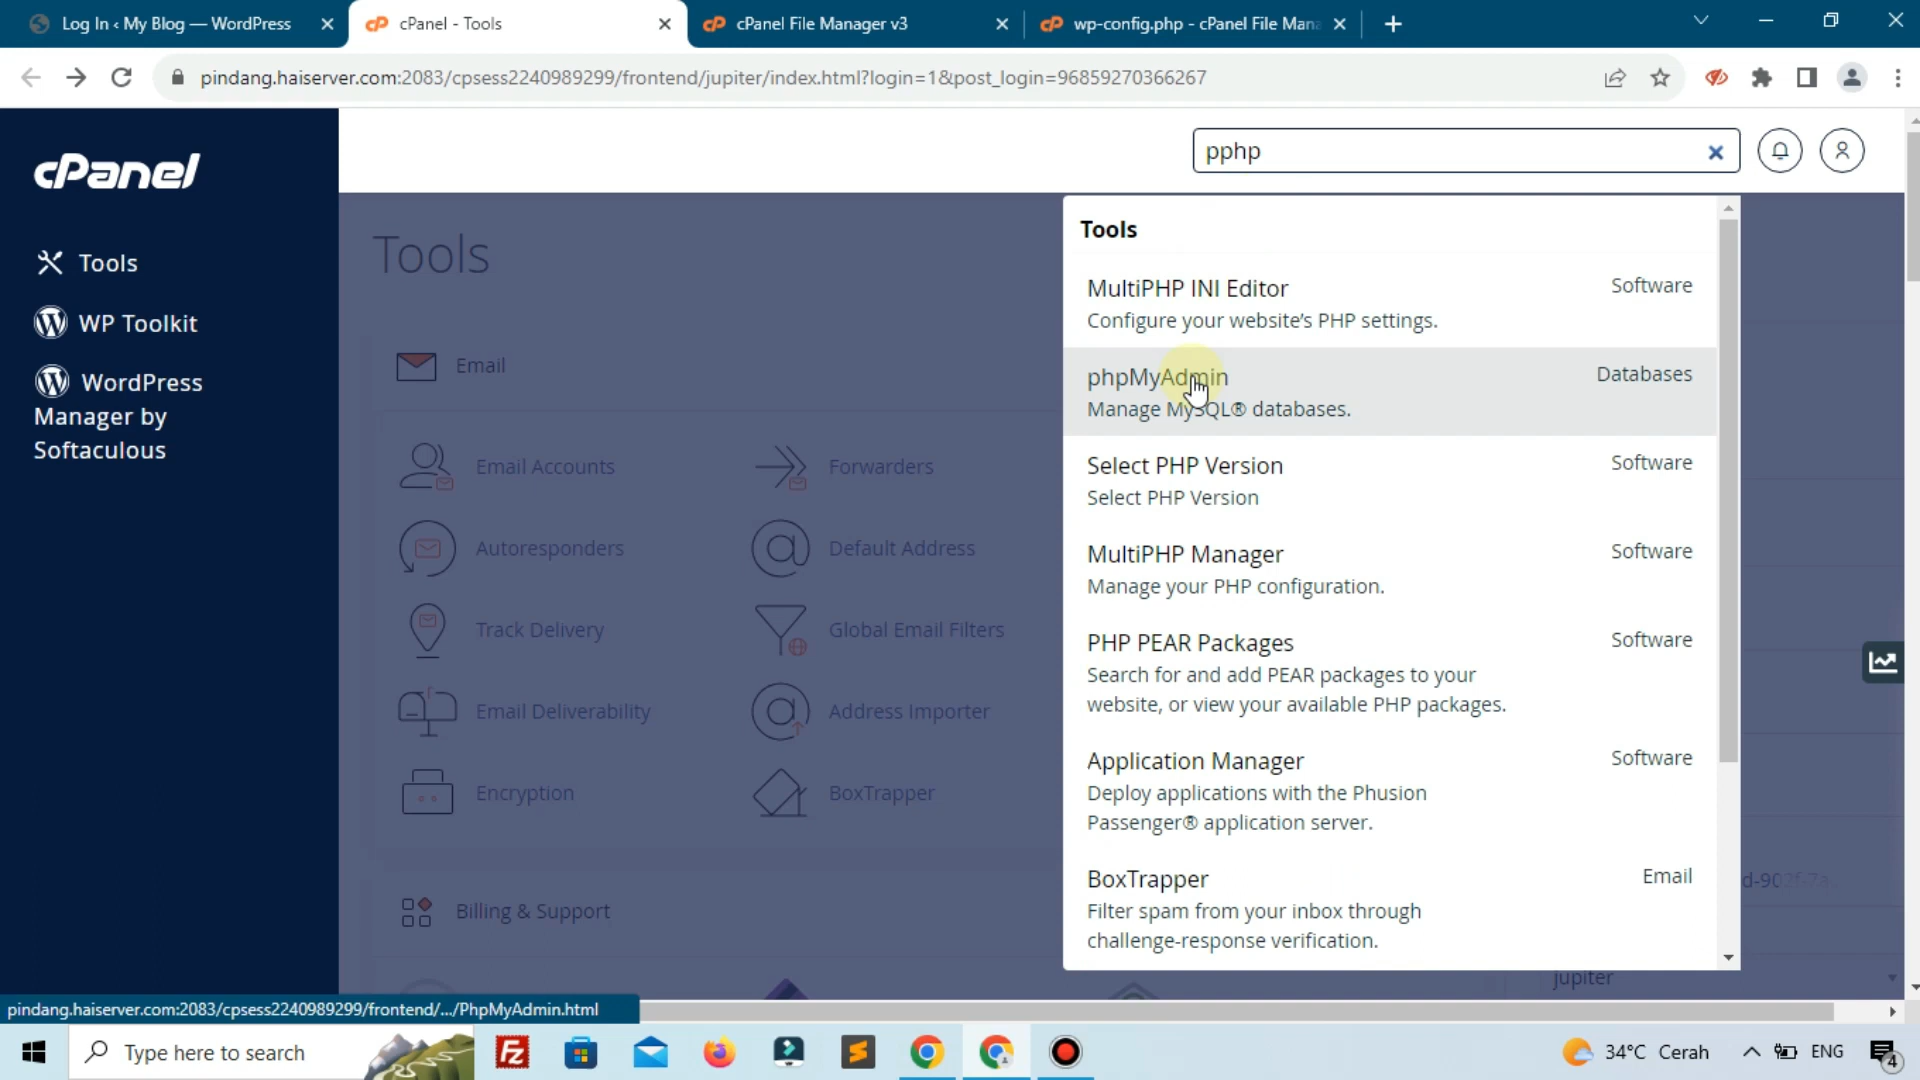 Log In ‹ My Blog — WordPress
cPanel - Tools
cPanel File Manager v3
wp-config.php - cPanel File Man
pindang.haiserver.com:2083/cpsess2240989299/frontend/jupiter/index.html?login=1&post_login=96859270366267
cPanel
pphp
Tools
WP Toolkit
WordPress
Manager by
Softaculous
Tools
Email
Email Accounts
Forwarders
Autoresponders
Default Address
Track Delivery
Global Email Filters
Email Deliverability
Address Importer
Encryption
BoxTrapper
Billing & Support
Tools
MultiPHP INI Editor
Software
Configure your website's PHP settings.
phpMyAdmin
Databases
Manage MySQL® databases.
Select PHP Version
Software
Select PHP Version
MultiPHP Manager
Software
Manage your PHP configuration.
PHP PEAR Packages
Software
Search for and add PEAR packages to your
website, or view your available PHP packages.
Application Manager
Software
Deploy applications with the Phusion
Passenger® application server.
BoxTrapper
Email
Filter spam from your inbox through
challenge-response verification.
jupiter
pindang.haiserver.com:2083/cpsess2240989299/frontend/.../PhpMyAdmin.html
Type here to search
34°C Cerah
ENG
4